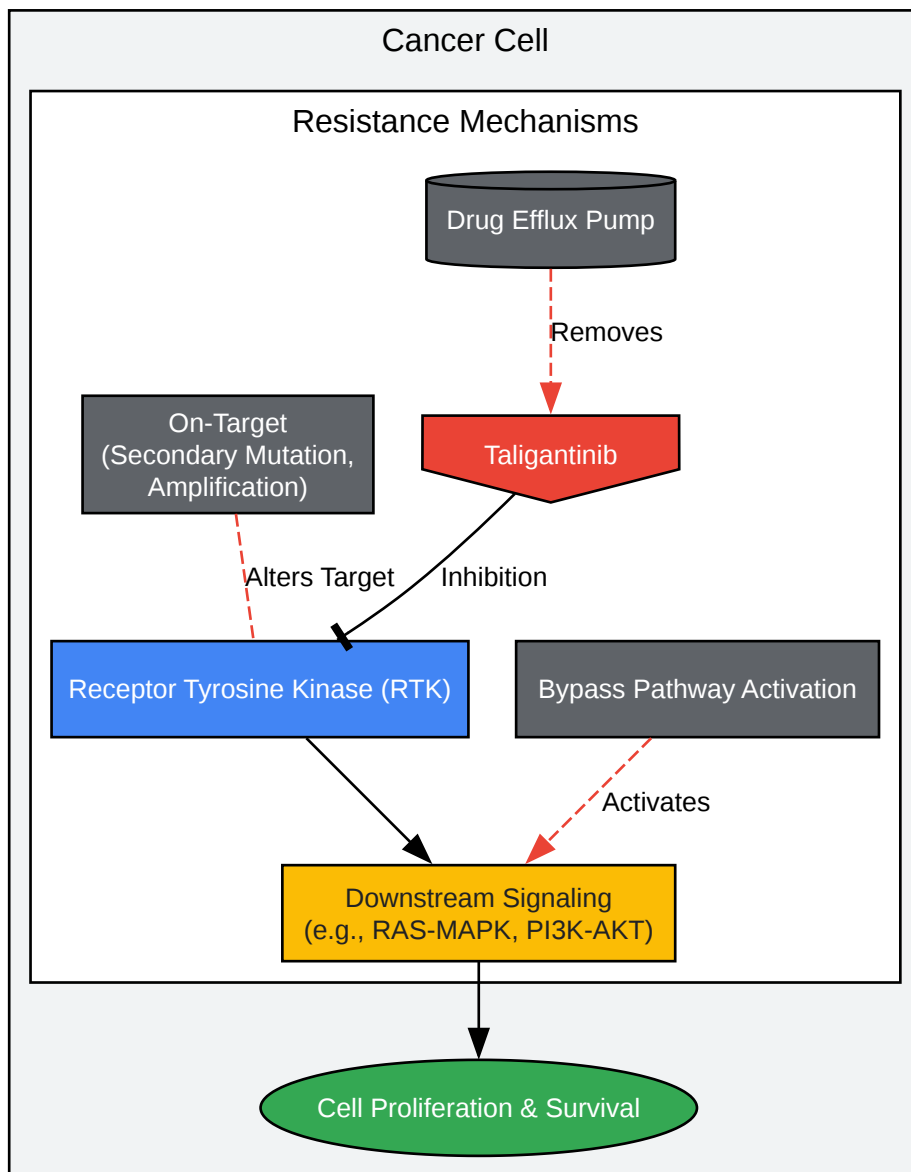 Cancer Cell
Resistance Mechanisms
Drug Efflux Pump
Removes
On-Target
(Secondary Mutation,
Amplification)
Taligantinib
Alters Target
Inhibition
Receptor Tyrosine Kinase (RTK)
Bypass Pathway Activation
Activates
Downstream Signaling
(e.g., RAS-MAPK, PI3K-AKT)
Cell Proliferation & Survival